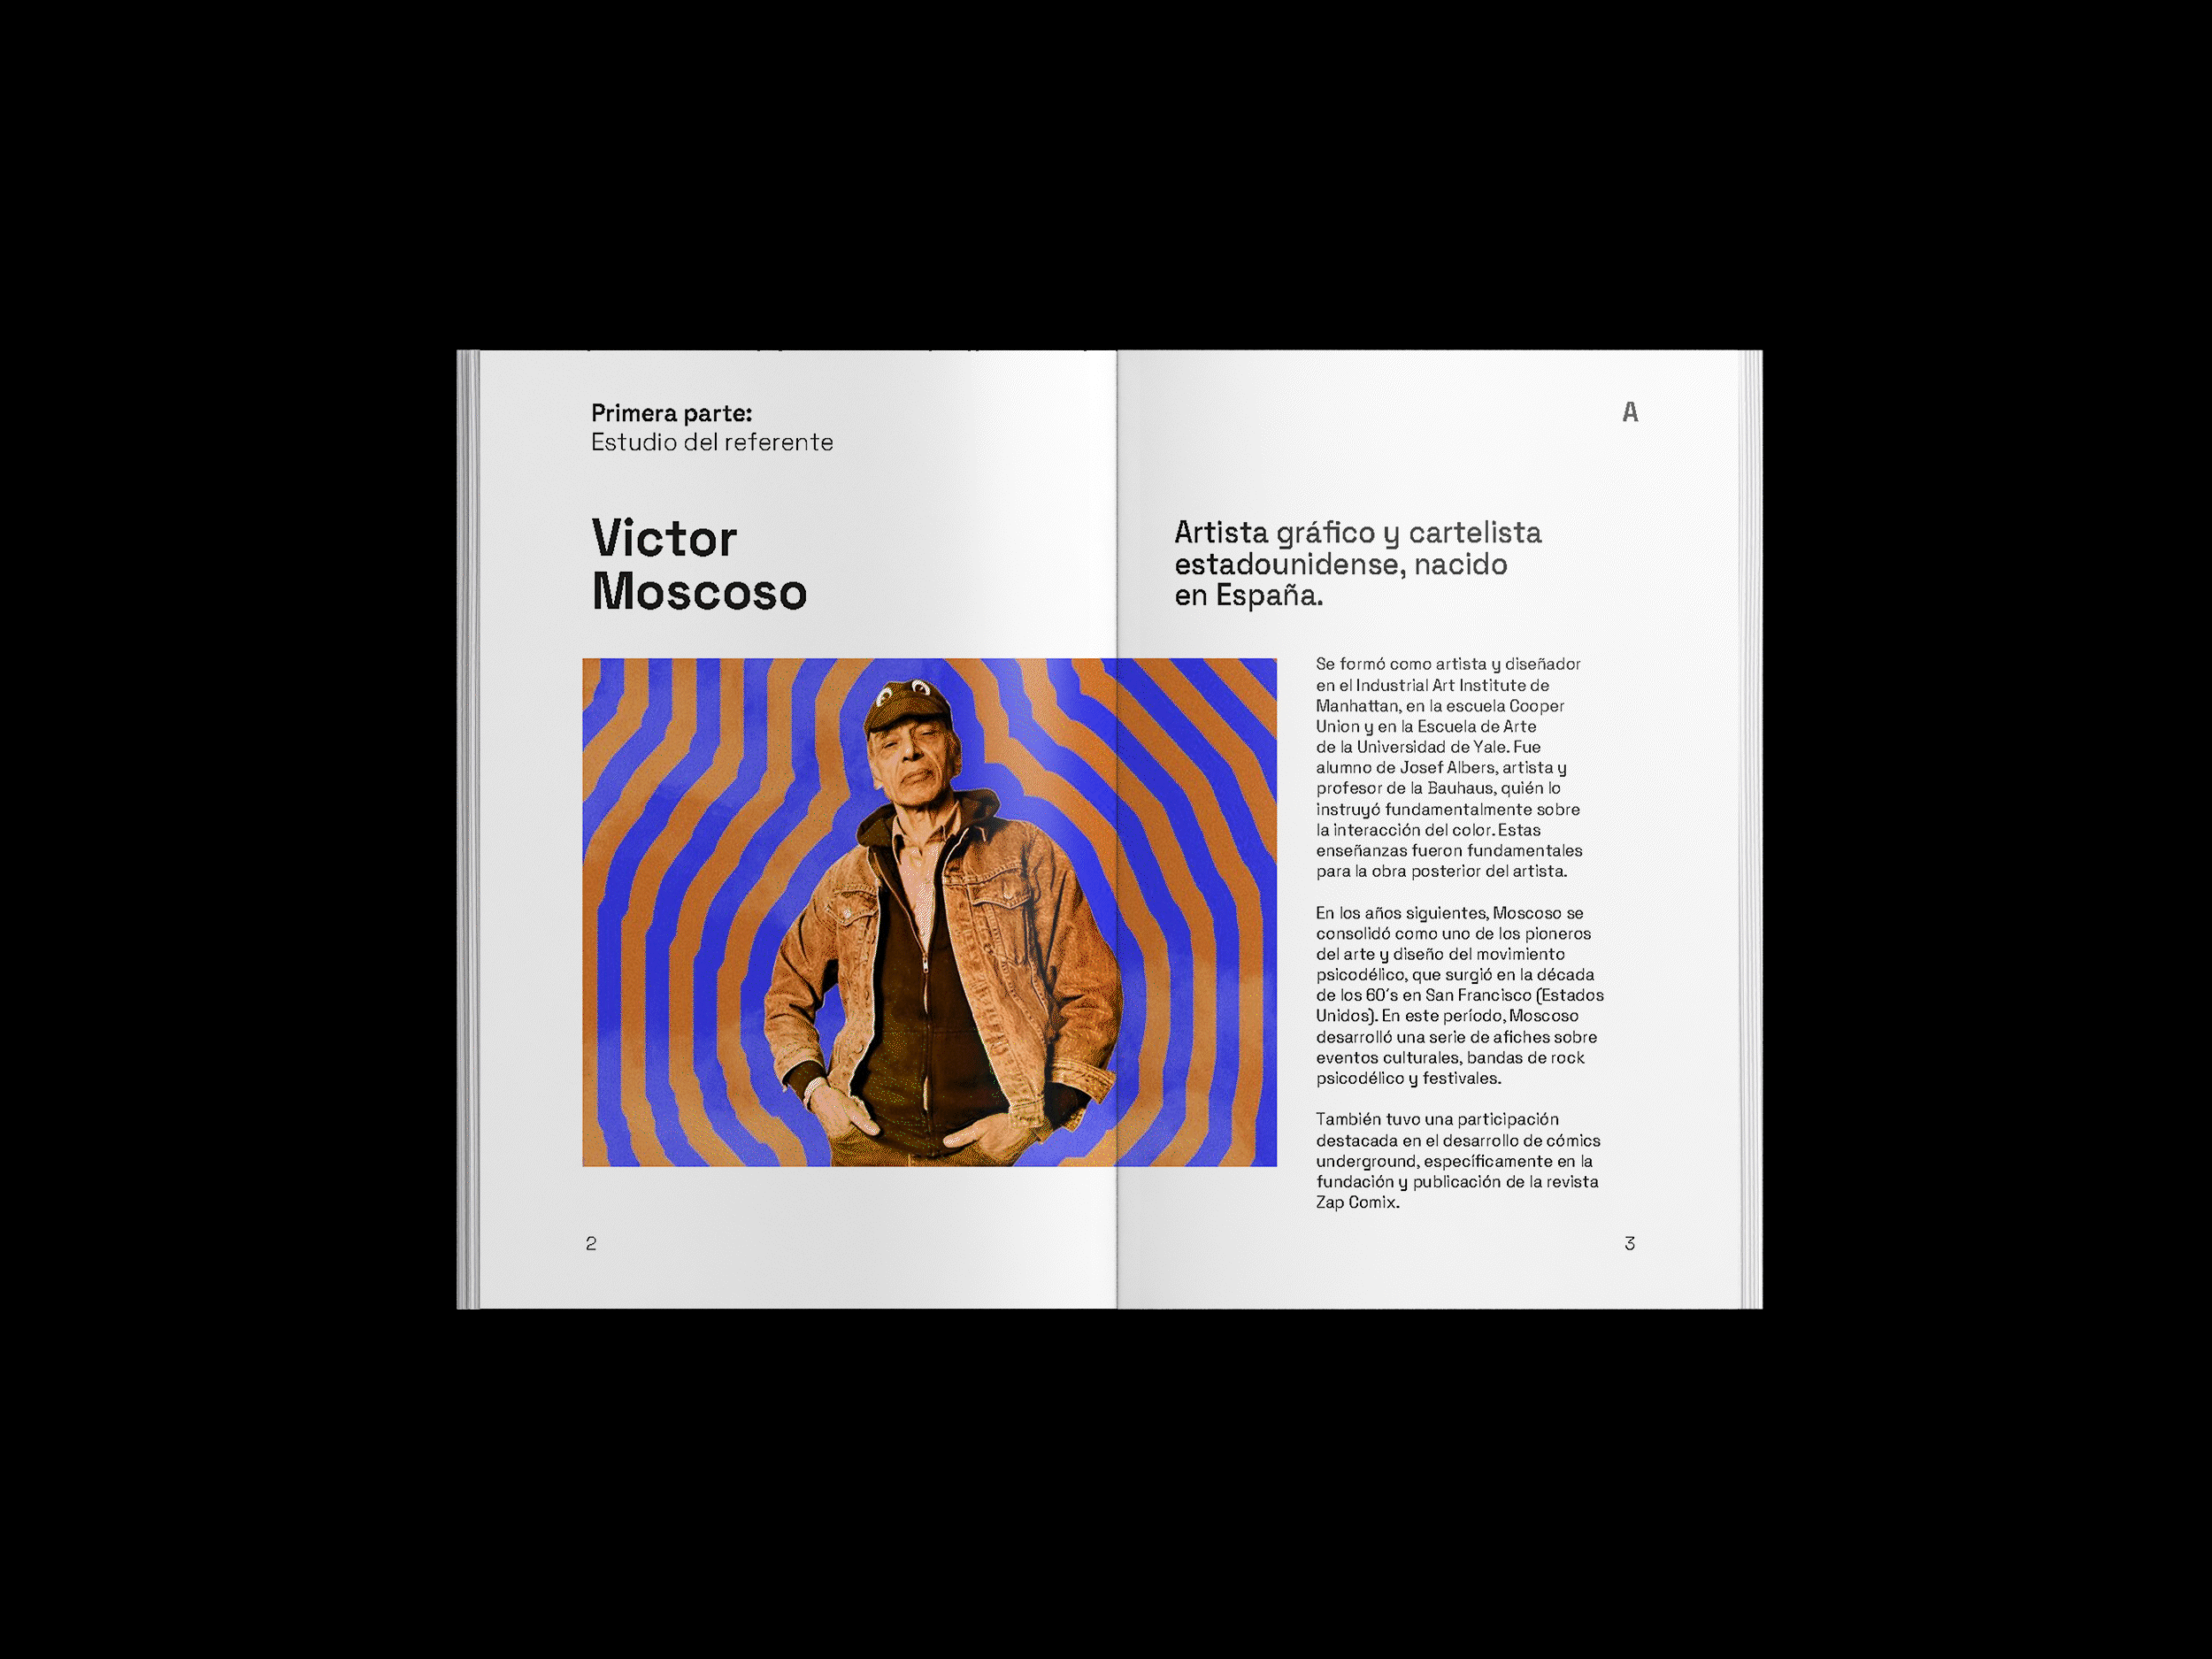 Primera parte:
Estudio del referente
Victor
Moscoso
2
A
Artista gráfico y cartelista
estadounidense, nacido
en España.
Se formó como artista y diseñador
en el Industrial Art Institute de
Manhattan, en la escuela Cooper
Union y en la Escuela de Arte
de la Universidad de Yale. Fue
alumno de Josef Albers, artista y
profesor de la Bauhaus, quién lo
instruyó fundamentalmente sobre
la interacción del color. Estas
enseñanzas fueron fundamentales
para la obra posterior del artista.
En los años siguientes, Moscoso se
consolidó como uno de los pioneros
del arte y diseño del movimiento
psicodélico, que surgió en la década
de los 60's en San Francisco (Estados
Unidos). En este período, Moscoso
desarrolló una serie de afiches sobre
eventos culturales, bandas de rock
psicodélico y festivales.
También tuvo una participación
destacada en el desarrollo de cómics
underground, específicamente en la
fundación y publicación de la revista
Zap Comix.
3